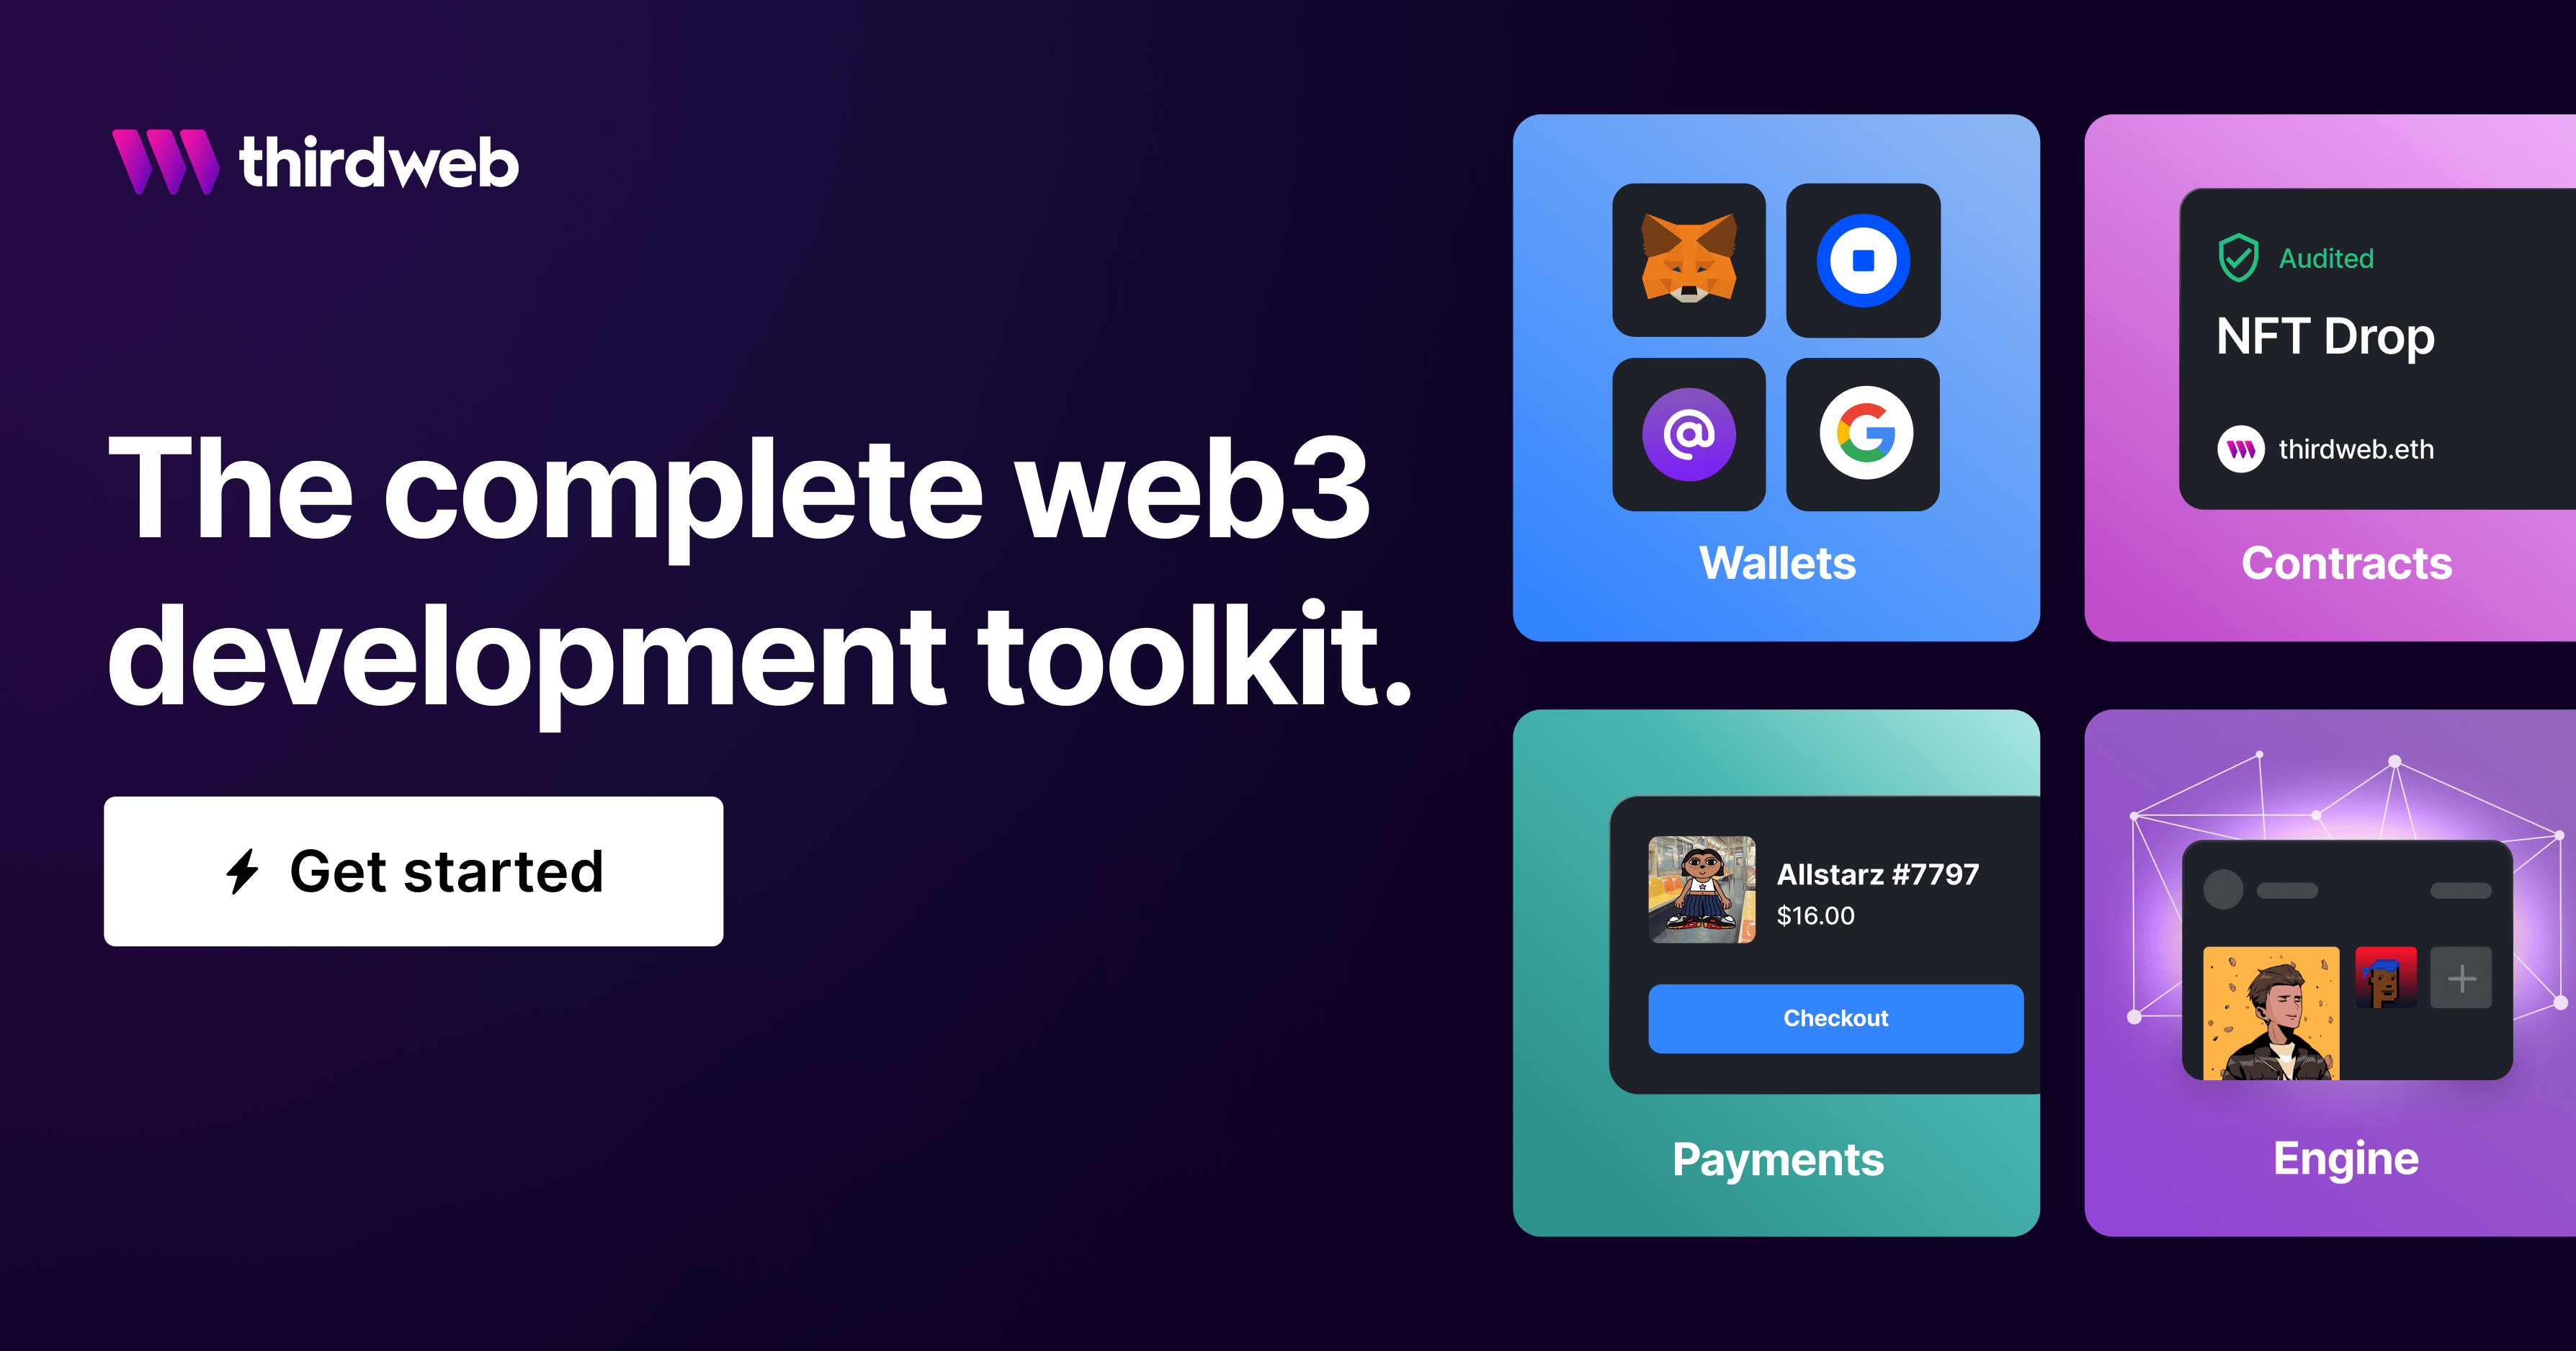 thirdweb
The complete web3
development toolkit.
Get started
Wallets
Audited
NFT Drop
thirdweb.eth
Contracts
Allstarz #7797
$16.00
Checkout
Payments
Engine